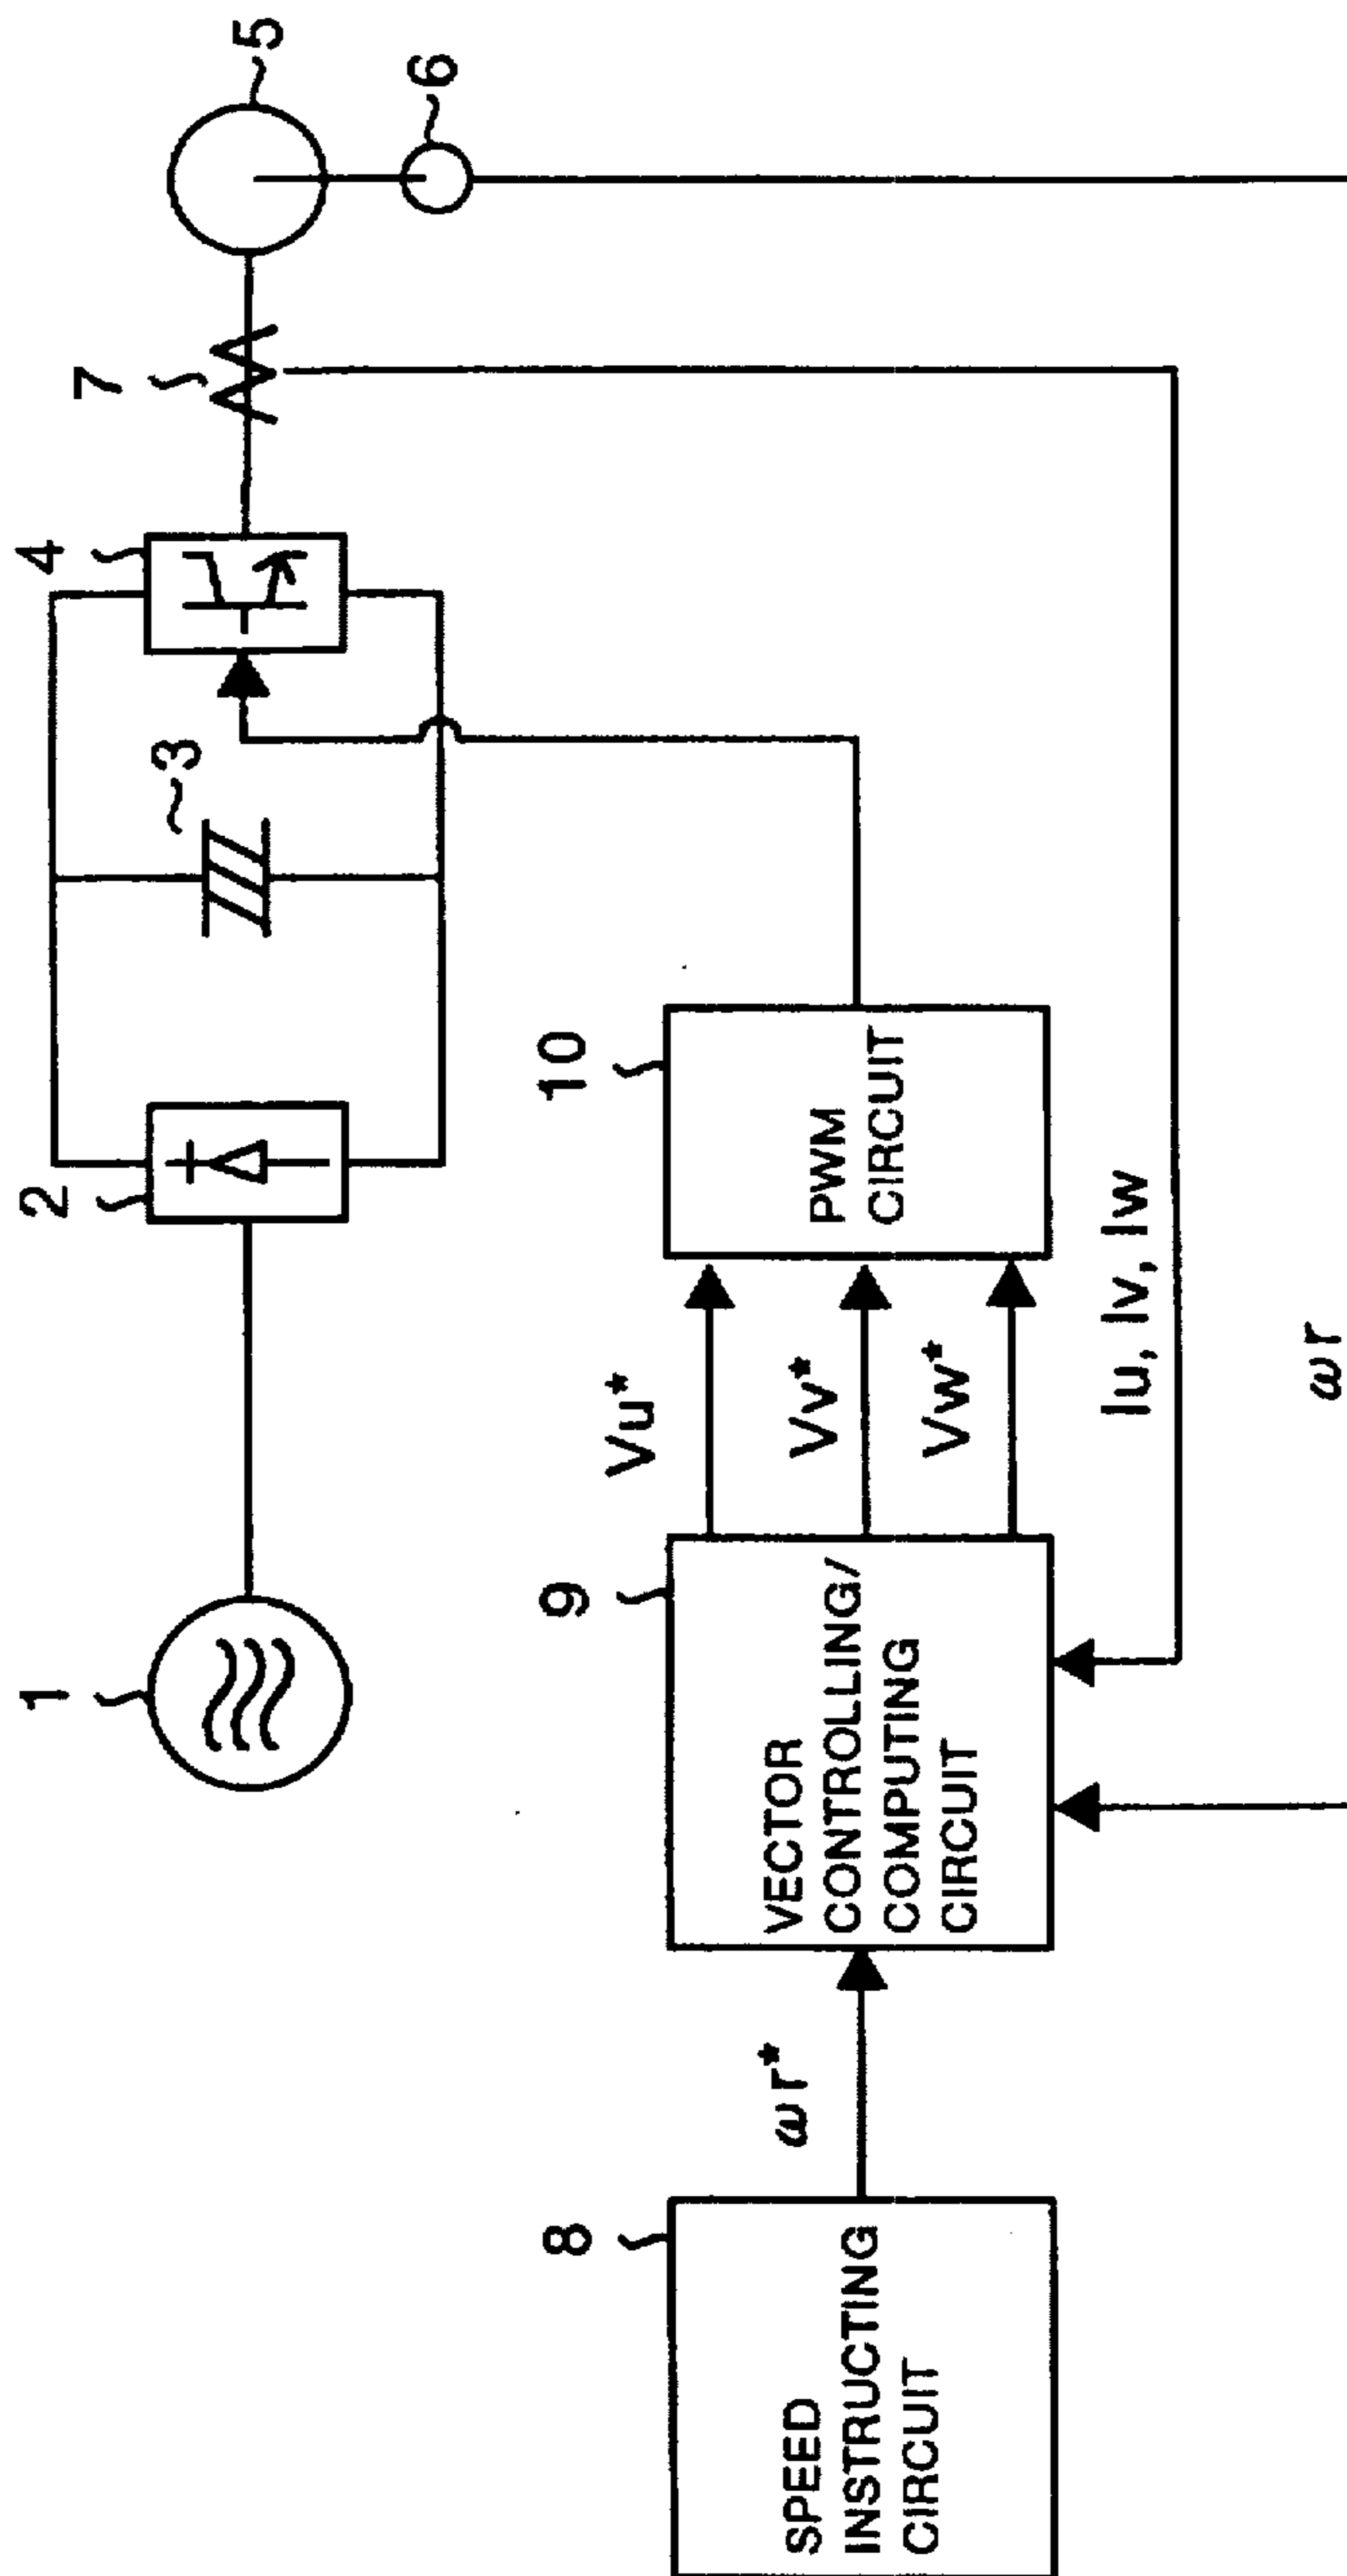 1
2
3
4
5
6
7
8
SPEED
INSTRUCTING
CIRCUIT
ωr*
9
VECTOR
CONTROLLING/
COMPUTING
CIRCUIT
Vu*
Vv*
Vw*
10
PWM
CIRCUIT
Iu, Iv, Iw
ωr